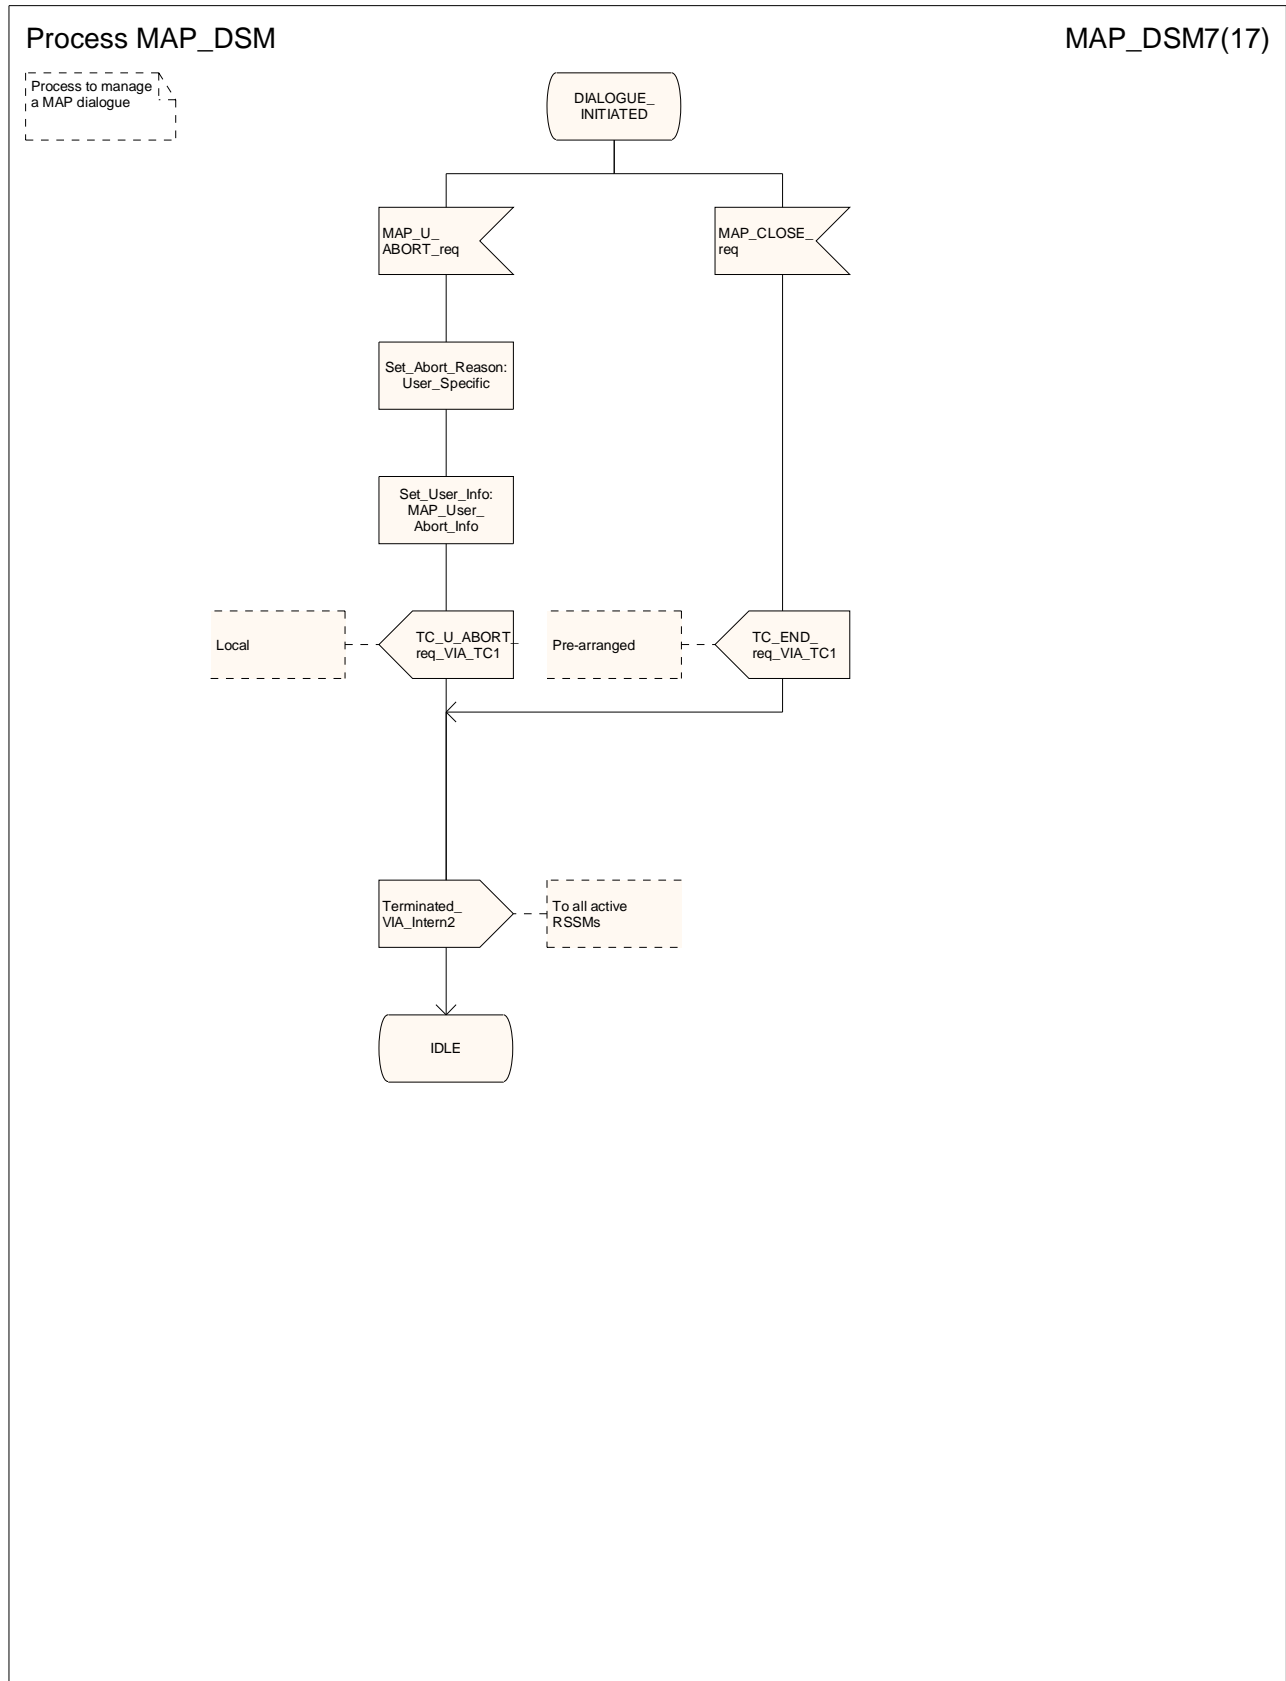 Process MAP_DSM
MAP_DSM7(17)
Process to manage
a MAP dialogue
DIALOGUE_
INITIATED
MAP_U_
ABORT_req
MAP_CLOSE_
req
Set_Abort_Reason:
User_Specific
Set_User_Info:
MAP_User_
Abort_Info
Local
TC_U_ABORT_
req_VIA_TC1
Pre-arranged
TC_END_
req_VIA_TC1
Terminated_
VIA_Intern2
To all active
RSSMs
IDLE